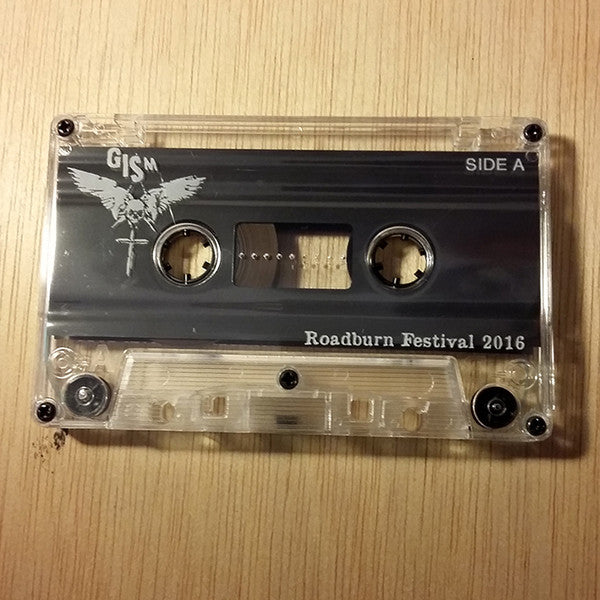 GISM
SIDE A
Roadburn Festival 2016